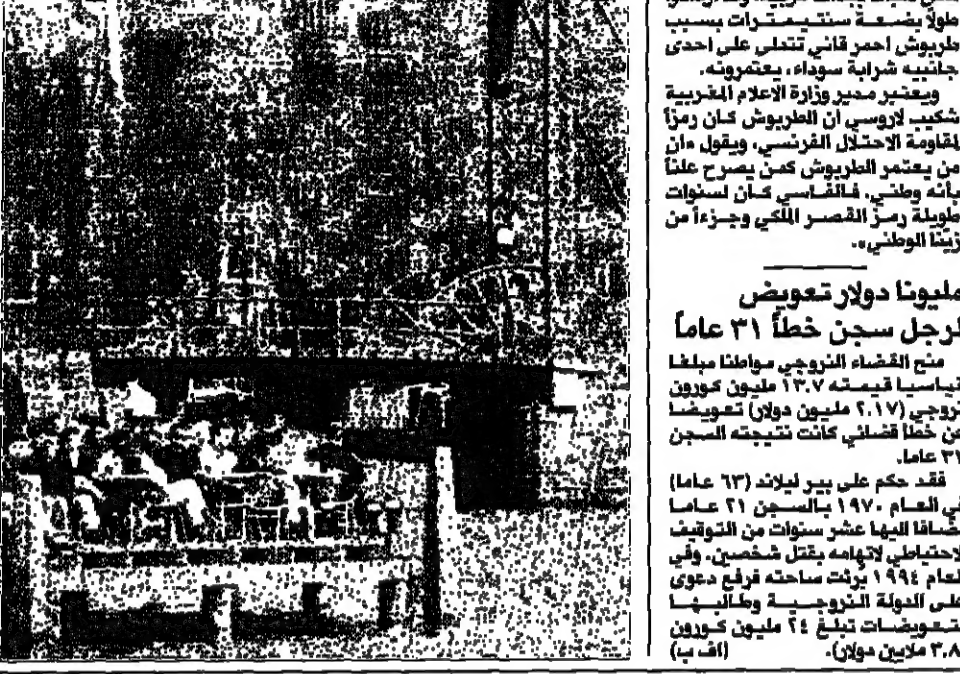 طولاً بضعة سنتيمترات بسبب
طربوش احمر قاني تتدلى على احدى
جانبيه شرابة سوداء، يعتمرونه.
ويعتبر مدير وزارة الاعلام المغربية
شكيب لاروسي ان الطربوش كان رمزاً
لمقاومة الاحتلال الفرنسي، ويقول «ان
من يعتمر الطربوش كمن يصرح علناً
بأنه وطني. فالفاسي كان لسنوات
طويلة رمز القصر الملكي وجزءاً من
زينا الوطني».
مليونا دولار تعويض
لرجل سجن خطأ ٣١ عاماً
منح القضاء النروجي مواطنا مبلغا
قياسيا قيمته ١٣.٧ مليون كورون
نروجي (٢.١٧ مليون دولار) تعويضا
عن خطأ قضائي كانت نتيجته السجن
٣١ عاما.
فقد حكم على بير ليلاند (٦٣ عاما)
في العام ١٩٧٠ بالسجن ٢١ عاما
مضافا اليها عشر سنوات من التوقيف
الاحتياطي لاتهامه بقتل شخصين. وفي
العام ١٩٩٤ برئت ساحته فرفع دعوى
على الدولة النروجية وطالبها
بتعويضات تبلغ ٢٤ مليون كورون
(٣.٨ ملايين دولار). (اف ب)